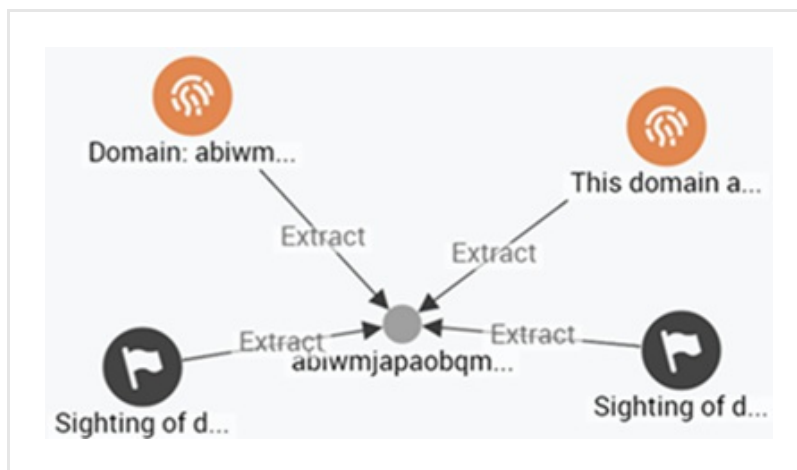 Domain: abiwm...
This domain a...
Extract
Extract
Extract
Extract
abiwmjapaobqm...
Sighting of d...
Sighting of d...